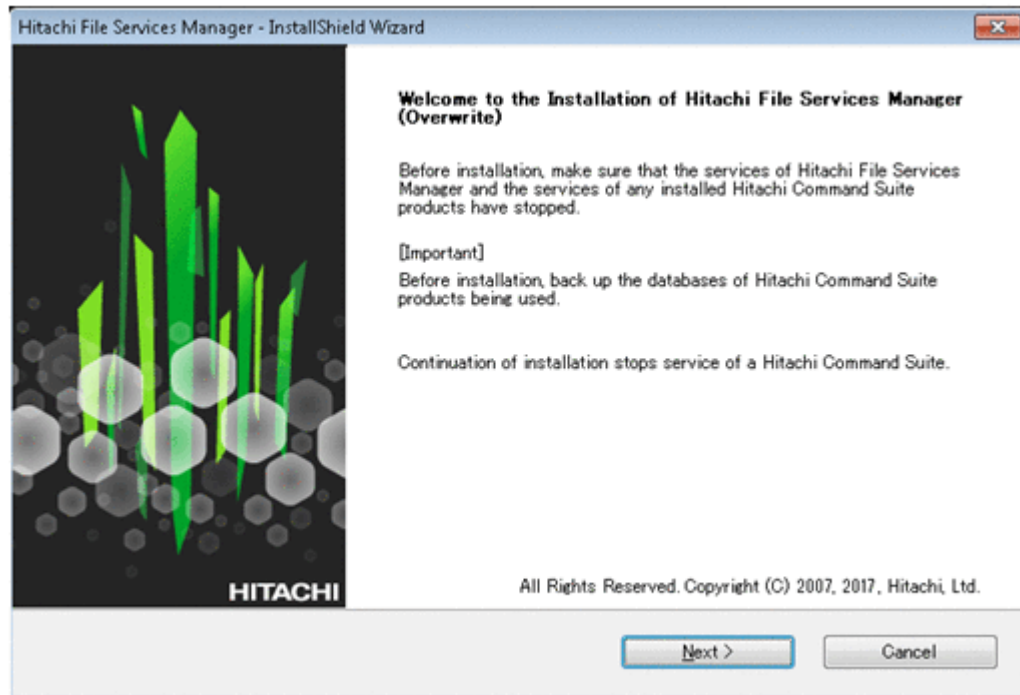 Hitachi File Services Manager - InstallShield Wizard
Welcome to the Installation of Hitachi File Services Manager
(Overwrite)
Before installation, make sure that the services of Hitachi File Services
Manager and the services of any installed Hitachi Command Suite
products have stopped.
[Important]
Before installation, back up the databases of Hitachi Command Suite
products being used.
Continuation of installation stops service of a Hitachi Command Suite.
HITACHI
All Rights Reserved. Copyright (C) 2007, 2017, Hitachi, Ltd.
Next >
Cancel